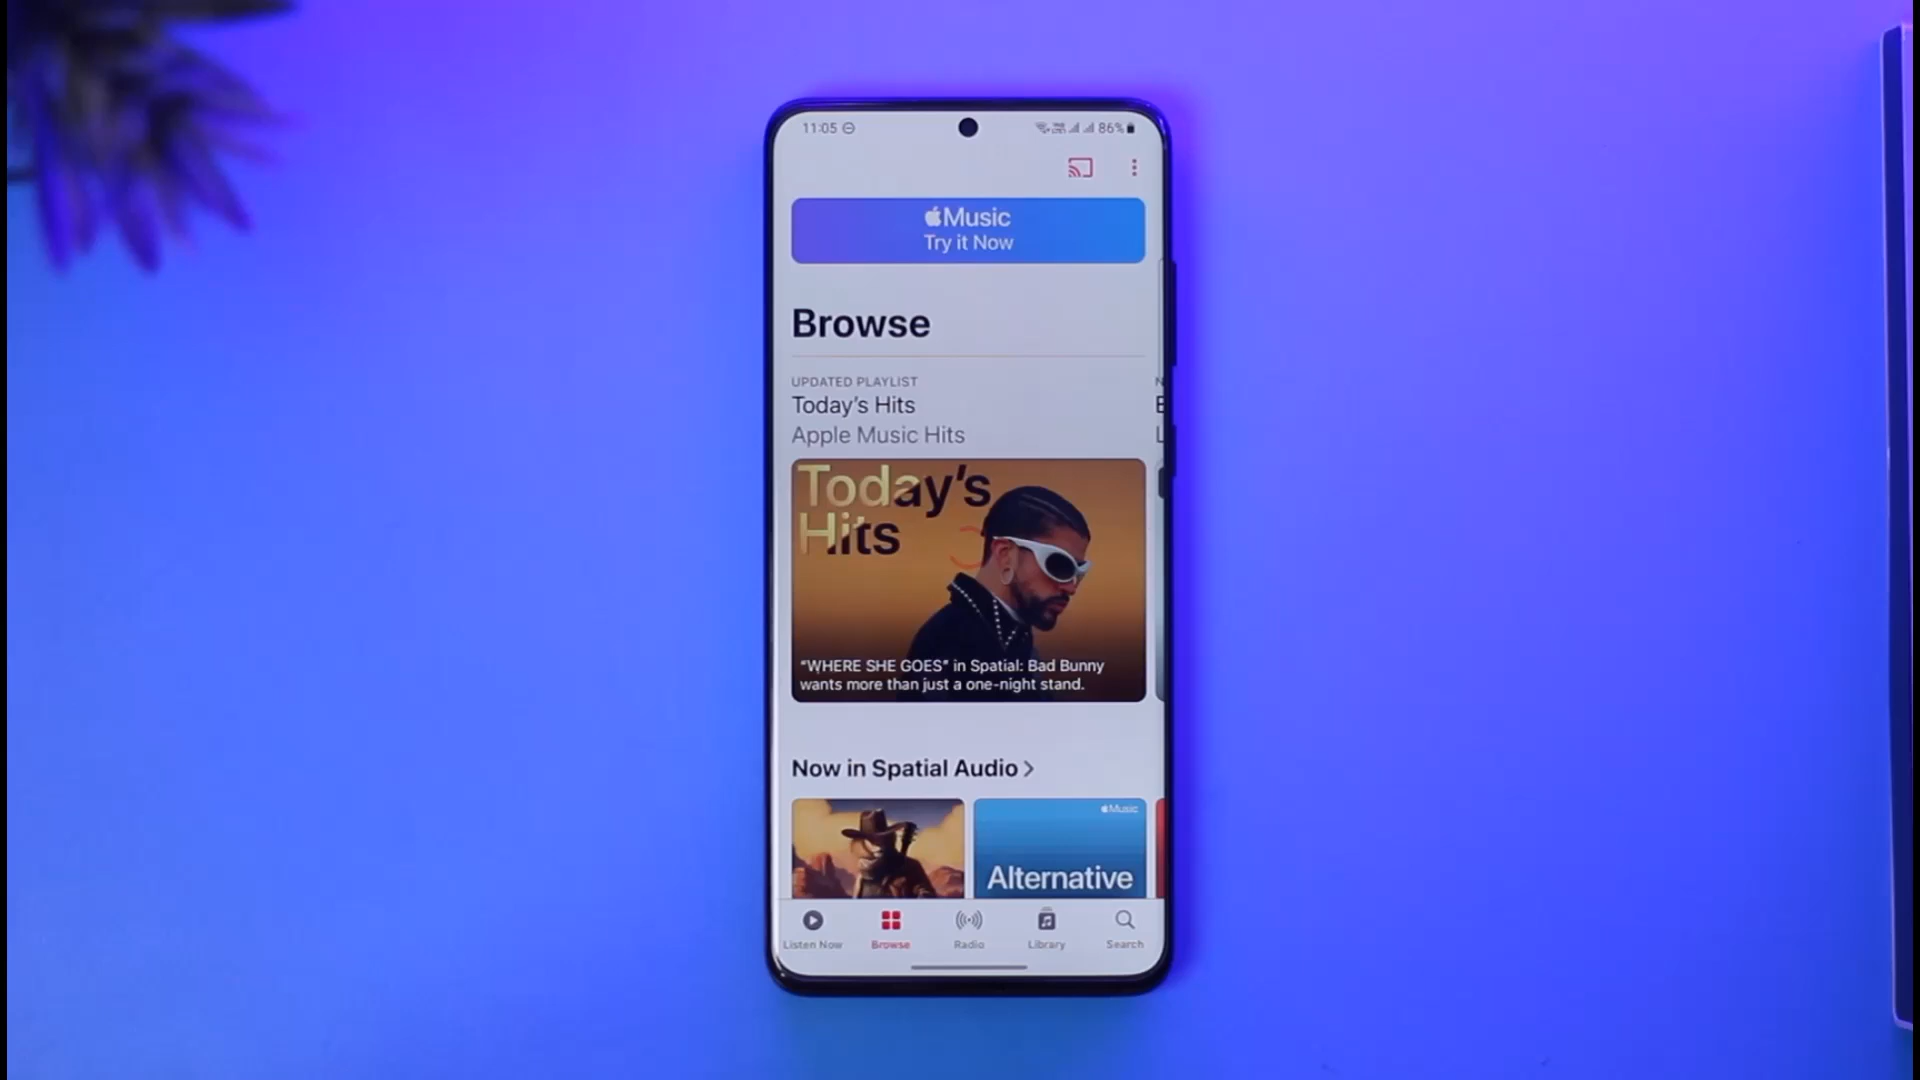 11:05
86%
Music
Try it Now
Browse
UPDATED PLAYLIST
Today's Hits
Apple Music Hits
Today's
Hits
"WHERE SHE GOES" in Spatial: Bad Bunny
wants more than just a one-night stand.
Now in Spatial Audio
Music
Alternative
Listen Now
Browse
Radio
Library
Search